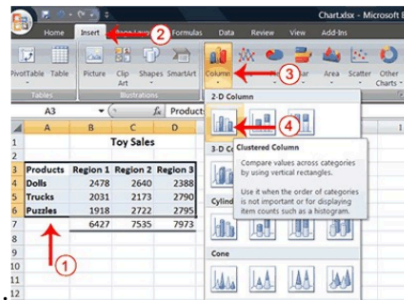 Chart.xlsx - Microsoft E
Home Insert Formulas Data Review View Add-Ins
PivotTable Table Picture Clip Art Shapes SmartArt Column Bar Area Scatter Other Charts
Tables Illustrations
2-D Column
A3 fx Product
A B C D I
1 Toy Sales
2
3 Products Region 1 Region 2 Region 3
4 Dolls 2478 2640 2388
5 Trucks 2031 2173 2790
6 Puzzles 1918 2722 2795
7 6427 7535 7973
8
9
10
11
12
1
2
3
4
3-D Co
Clustered Column
Compare values across categories
by using vertical rectangles.
Use it when the order of categories
is not important or for displaying
item counts such as a histogram.
Cylind
Cone